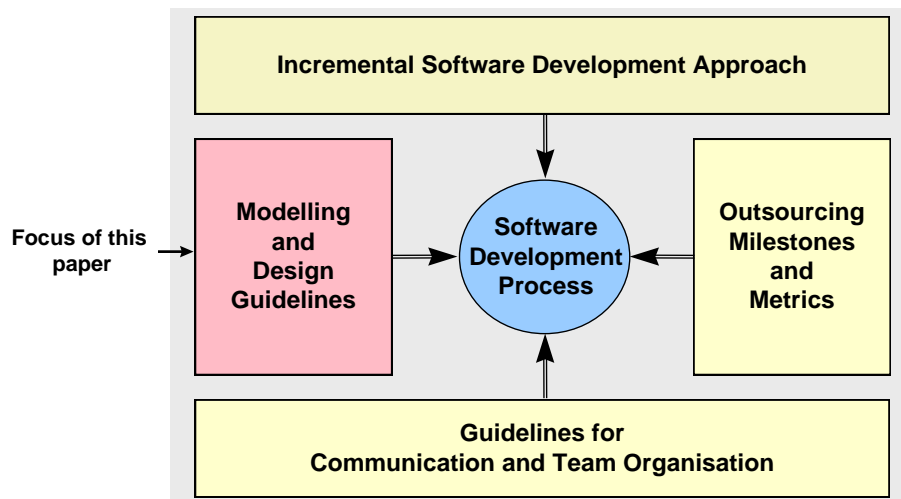 Incremental Software Development Approach
Focus of this
paper
Modelling
and
Design
Guidelines
Software
Development
Process
Outsourcing
Milestones
and
Metrics
Guidelines for
Communication and Team Organisation